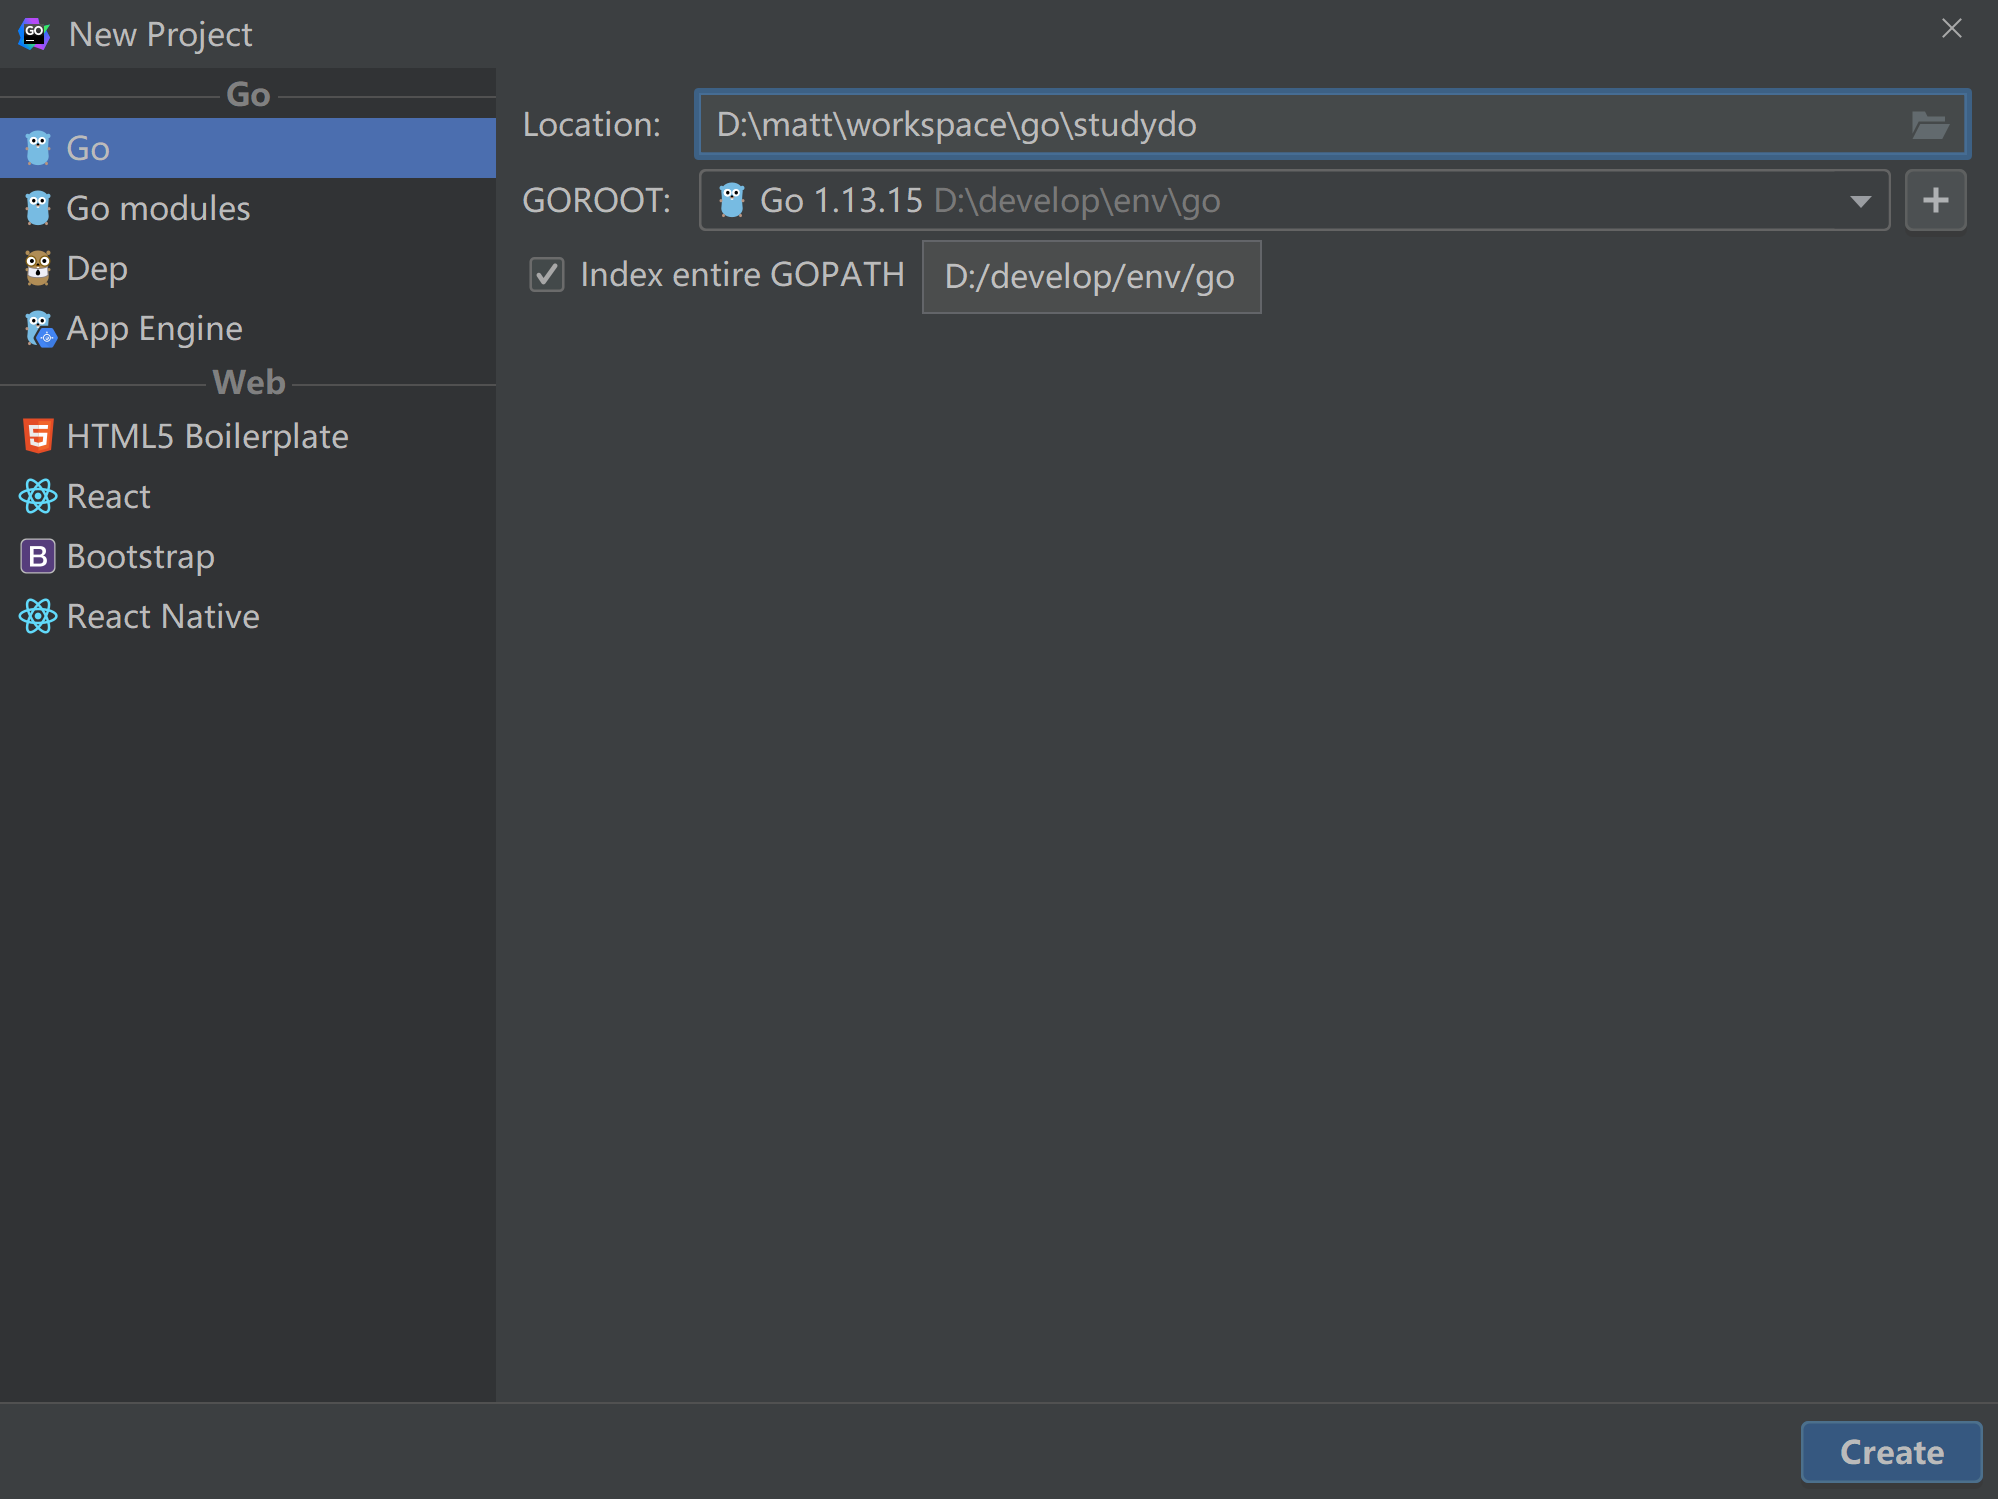 New Project
Go
Go
Go modules
Dep
App Engine
Web
HTML5 Boilerplate
React
Bootstrap
React Native
Location: D:\matt\workspace\go\studydo
GOROOT: Go 1.13.15 D:\develop\env\go
Index entire GOPATH D:/develop/env/go
Create